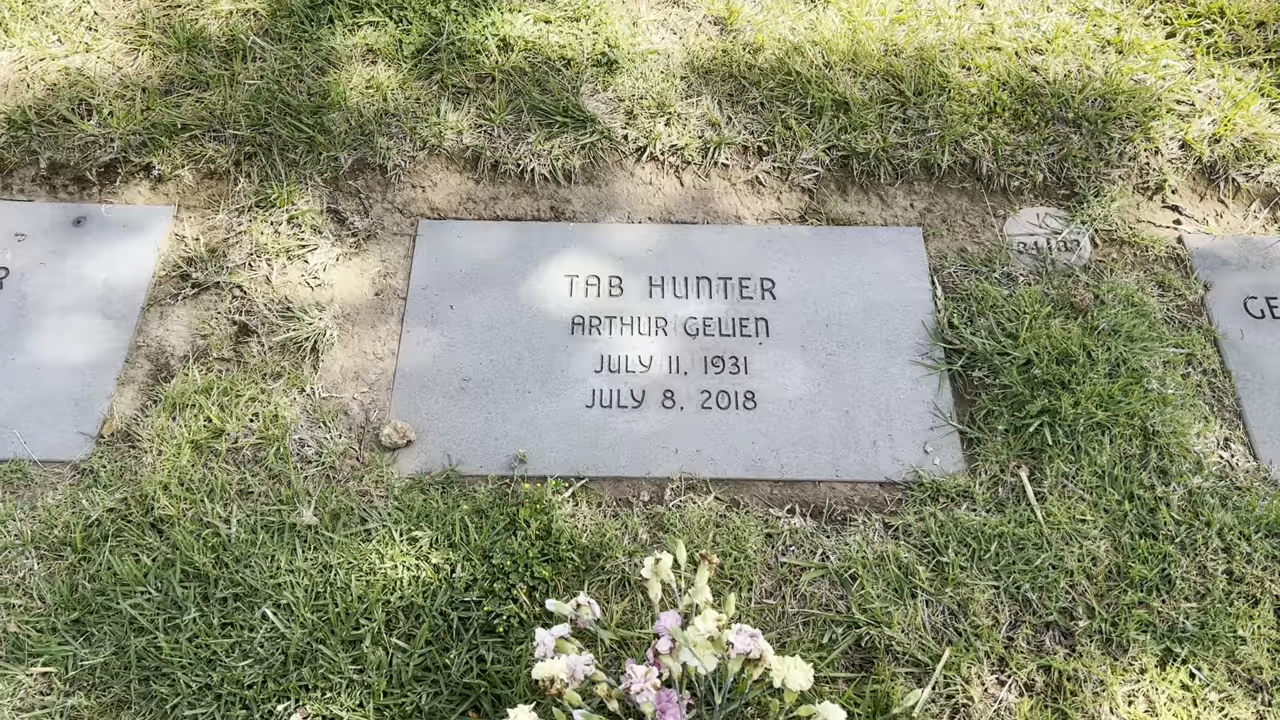 TAB HUNTER
ARTHUR GELIEN
JULY 11, 1931
JULY 8, 2018